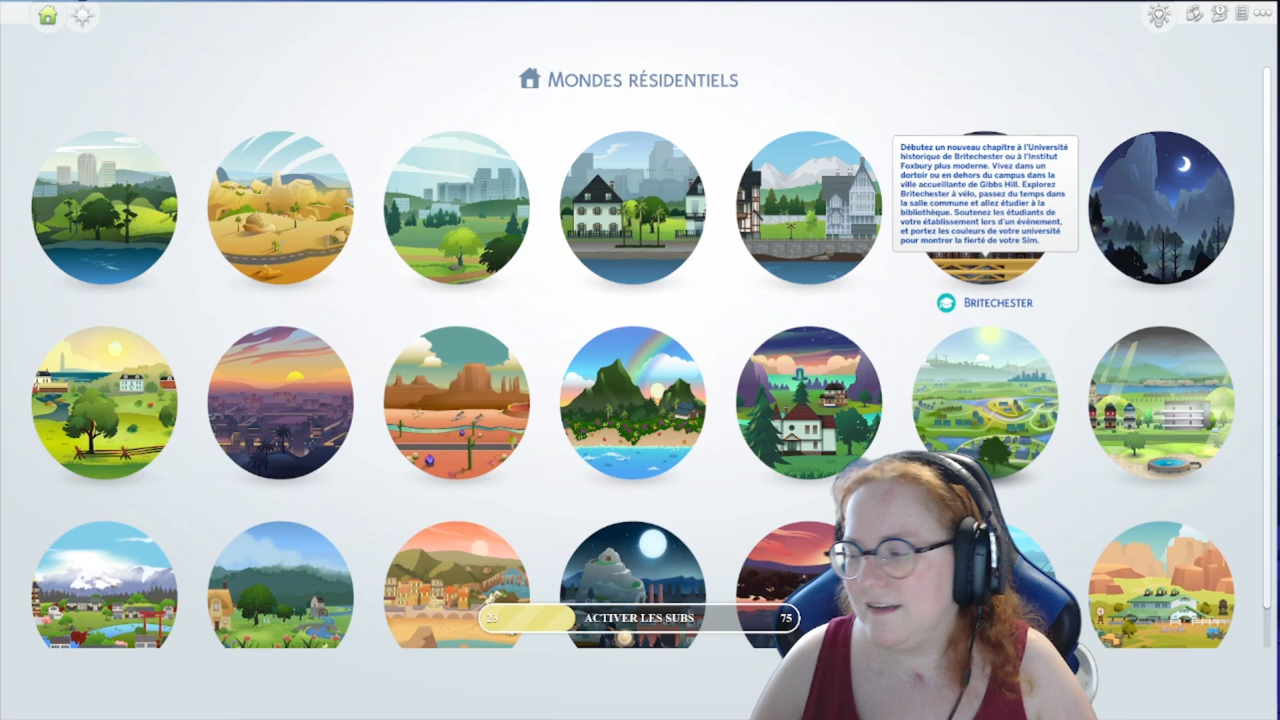 MONDES RÉSIDENTIELS
Débutez un nouveau chapitre à l'Université
historique de Britechester ou à l'Institut
Foxbury plus moderne. Vivez dans un
dortoir ou en dehors du campus dans la
ville accueillante de Gibbs Hill. Explorez
Britechester à vélo, passez du temps dans
la salle commune et allez étudier à la
bibliothèque. Soutenez les étudiants de
votre établissement lors d'un événement,
et portez les couleurs de votre université
pour montrer la fierté de votre Sim.
BRITECHESTER
23 ACTIVER LES SUBS 75